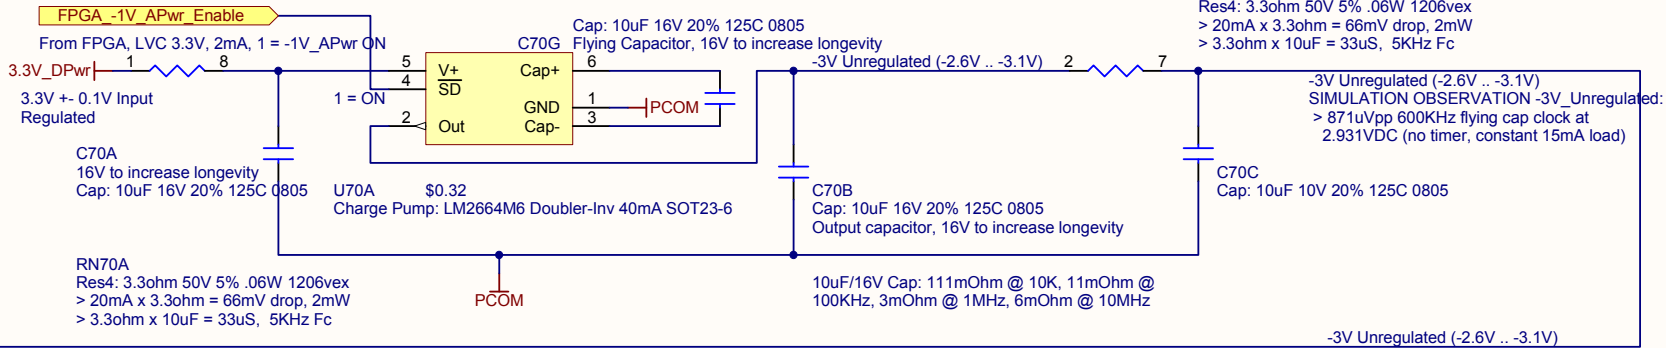 FPGA_-1V_APwr_Enable
From FPGA, LVC 3.3V, 2mA, 1 = -1V_APwr ON
3.3V_DPwr
1
8
3.3V +- 0.1V Input
Regulated
C70A
16V to increase longevity
Cap: 10uF 16V 20% 125C 0805
RN70A
Res4: 3.3ohm 50V 5% .06W 1206vex
> 20mA x 3.3ohm = 66mV drop, 2mW
> 3.3ohm x 10uF = 33uS, 5KHz Fc
1 = ON
5
4
2
V+
SD
Out
Cap+
GND
Cap-
6
1
3
PCOM
C70G
Cap: 10uF 16V 20% 125C 0805
Flying Capacitor, 16V to increase longevity
U70A $0.32
Charge Pump: LM2664M6 Doubler-Inv 40mA SOT23-6
PCOM
-3V Unregulated (-2.6V .. -3.1V)
2
7
C70B
Cap: 10uF 16V 20% 125C 0805
Output capacitor, 16V to increase longevity
10uF/16V Cap: 111mOhm @ 10K, 11mOhm @
100KHz, 3mOhm @ 1MHz, 6mOhm @ 10MHz
Res4: 3.3ohm 50V 5% .06W 1206vex
> 20mA x 3.3ohm = 66mV drop, 2mW
> 3.3ohm x 10uF = 33uS, 5KHz Fc
-3V Unregulated (-2.6V .. -3.1V)
SIMULATION OBSERVATION -3V_Unregulated:
> 871uVpp 600KHz flying cap clock at
2.931VDC (no timer, constant 15mA load)
C70C
Cap: 10uF 10V 20% 125C 0805
-3V Unregulated (-2.6V .. -3.1V)